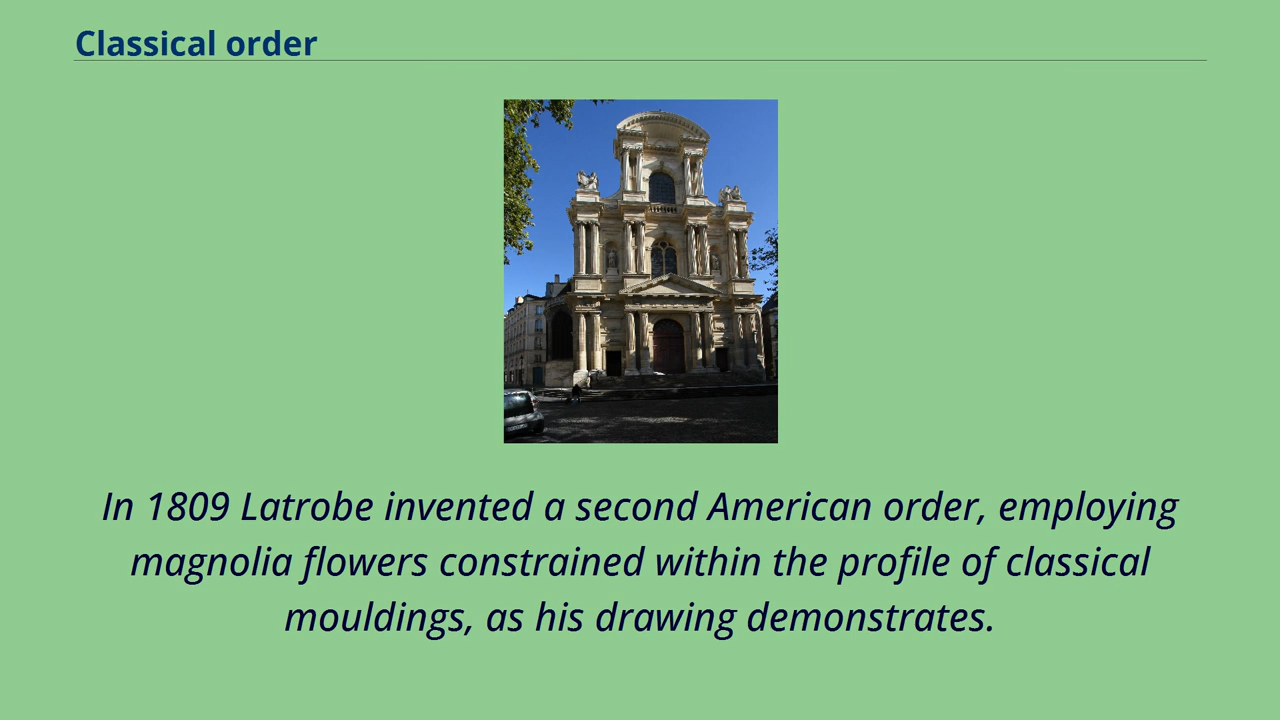 Classical order
In 1809 Latrobe invented a second American order, employing
magnolia flowers constrained within the profile of classical
mouldings, as his drawing demonstrates.